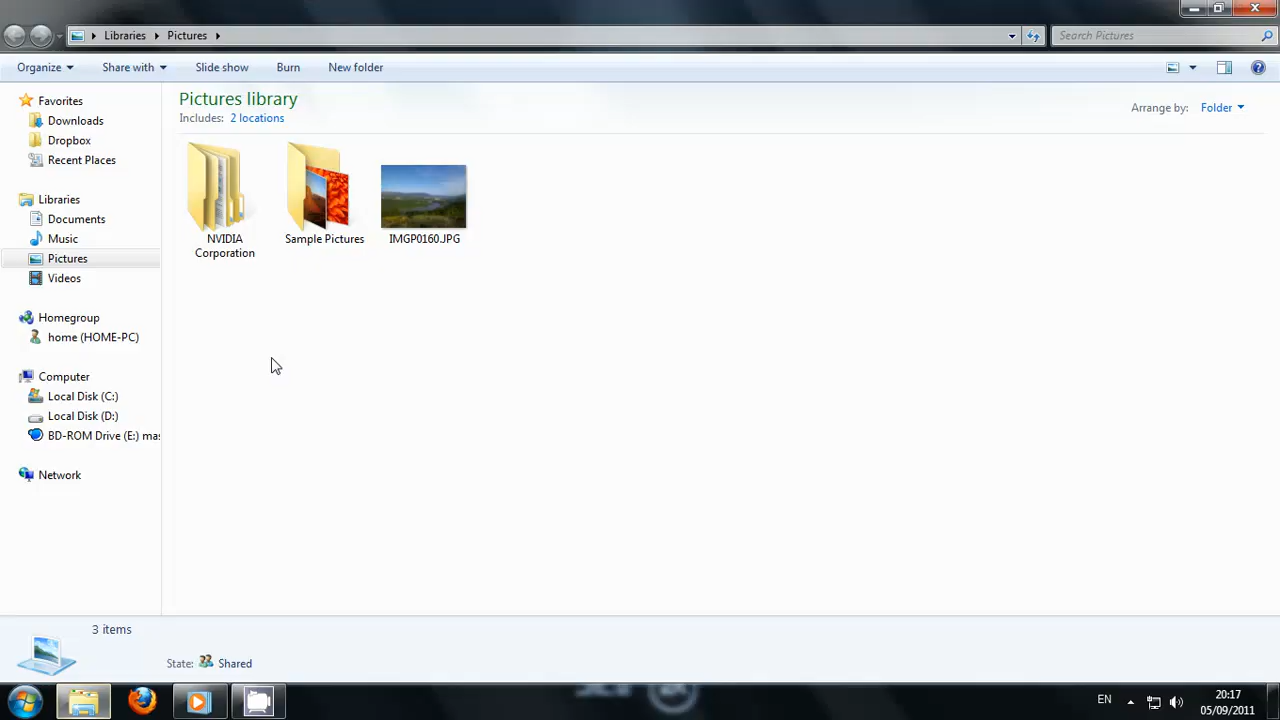 Libraries Pictures
Search Pictures
Organize Share with Slide show Burn New folder
Pictures library
Includes: 2 locations
Arrange by: Folder
Favorites
Downloads
Dropbox
Recent Places
Libraries
Documents
Music
Pictures
Videos
Homegroup
home (HOME-PC)
Computer
Local Disk (C:)
Local Disk (D:)
BD-ROM Drive (E:) mas
Network
NVIDIA
Corporation
Sample Pictures
IMGP0160.JPG
3 items
State: Shared
EN
20:17
05/09/2011